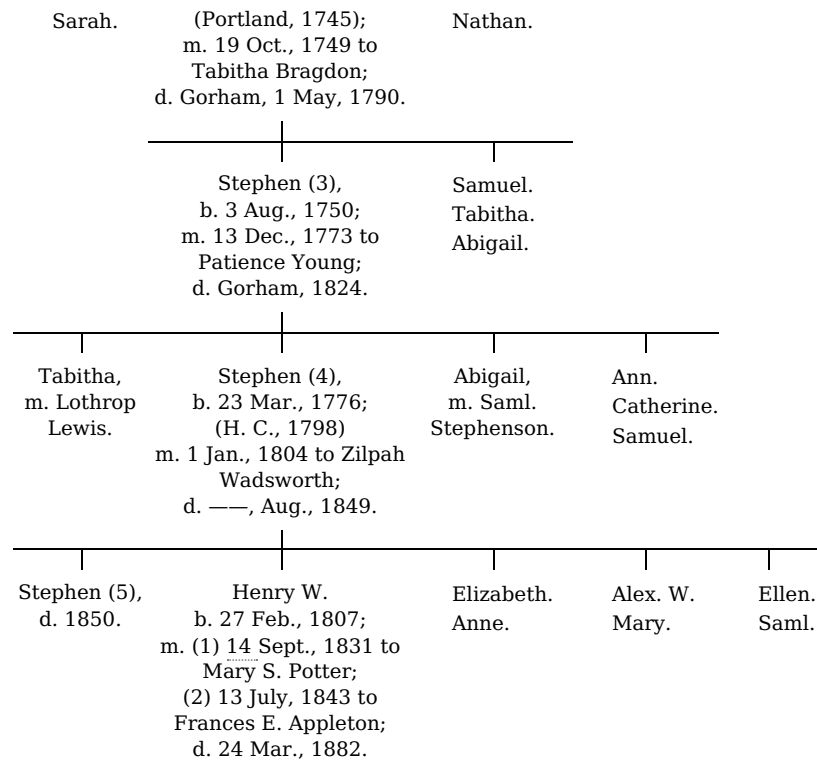 Sarah.
(Portland, 1745);
m. 19 Oct., 1749 to
Tabitha Bragdon;
d. Gorham, 1 May, 1790.
Nathan.
Stephen (3),
b. 3 Aug., 1750;
m. 13 Dec., 1773 to
Patience Young;
d. Gorham, 1824.
Samuel.
Tabitha.
Abigail.
Tabitha,
m. Lothrop
Lewis.
Stephen (4),
b. 23 Mar., 1776;
(H. C., 1798)
m. 1 Jan., 1804 to Zilpah
Wadsworth;
d. ——, Aug., 1849.
Abigail,
m. Saml.
Stephenson.
Ann.
Catherine.
Samuel.
Stephen (5),
d. 1850.
Henry W.
b. 27 Feb., 1807;
m. (1) 14 Sept., 1831 to
Mary S. Potter;
(2) 13 July, 1843 to
Frances E. Appleton;
d. 24 Mar., 1882.
Elizabeth.
Anne.
Alex. W.
Mary.
Ellen.
Saml.